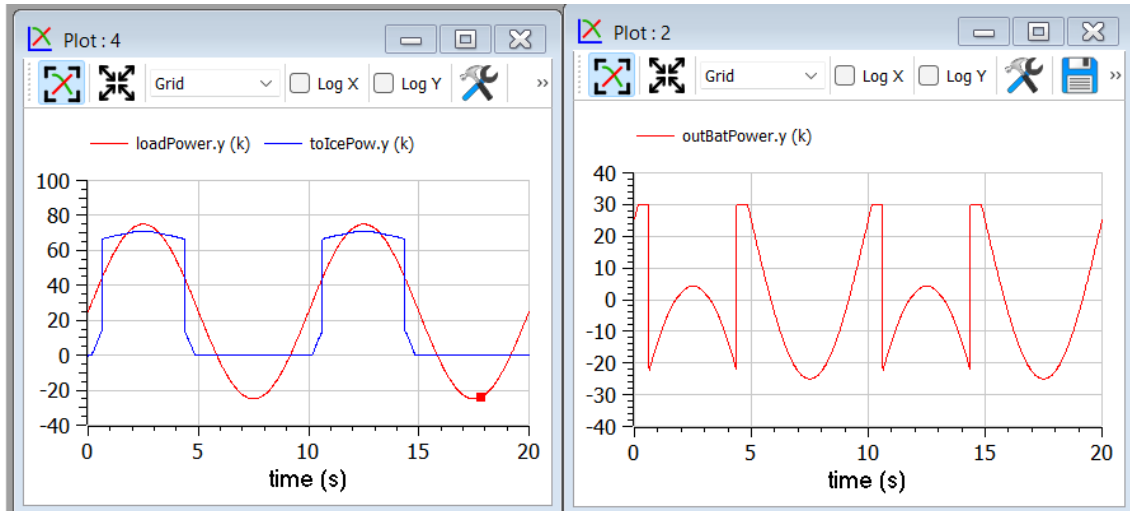 Plot : 4
Grid
Log X
Log Y
»
loadPower.y (k)
toIcePow.y (k)
100
80
60
40
20
0
-20
-40
0
5
10
15
20
time (s)
Plot : 2
Grid
Log X
Log Y
»
outBatPower.y (k)
40
30
20
10
0
-10
-20
-30
-40
0
5
10
15
20
time (s)